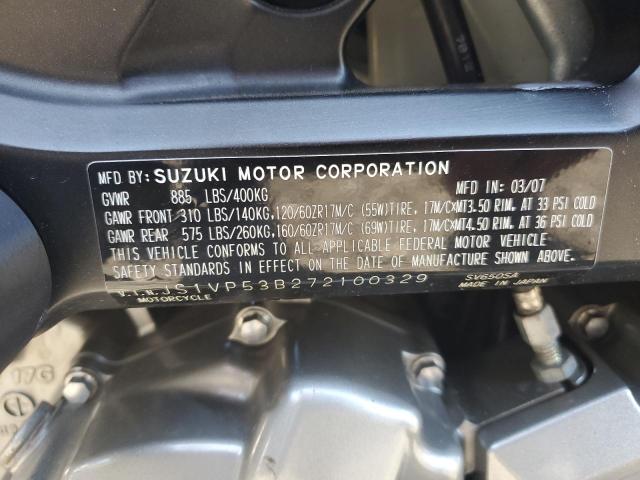 MFD BY: SUZUKI MOTOR CORPORATION
MFD IN: 03/07
GVWR 885 LBS/400KG
GAWR FRONT 310 LBS/140KG, 120/60ZR17M/C (55W)TIRE, 17M/C×MT3.50 RIM, AT 33 PSI COLD
GAWR REAR 575 LBS/260KG, 160/60ZR17M/C (69W)TIRE, 17M/C×MT4.50 RIM, AT 36 PSI COLD
THIS VEHICLE CONFORMS TO ALL APPLICABLE FEDERAL MOTOR VEHICLE
SAFETY STANDARDS IN EFFECT ON THE DATE OF MANUFACTURE SHOWN ABOVE.
V.I.N. JS1VP53B272100329 SV650SA
MOTORCYCLE MADE IN JAPAN
17G